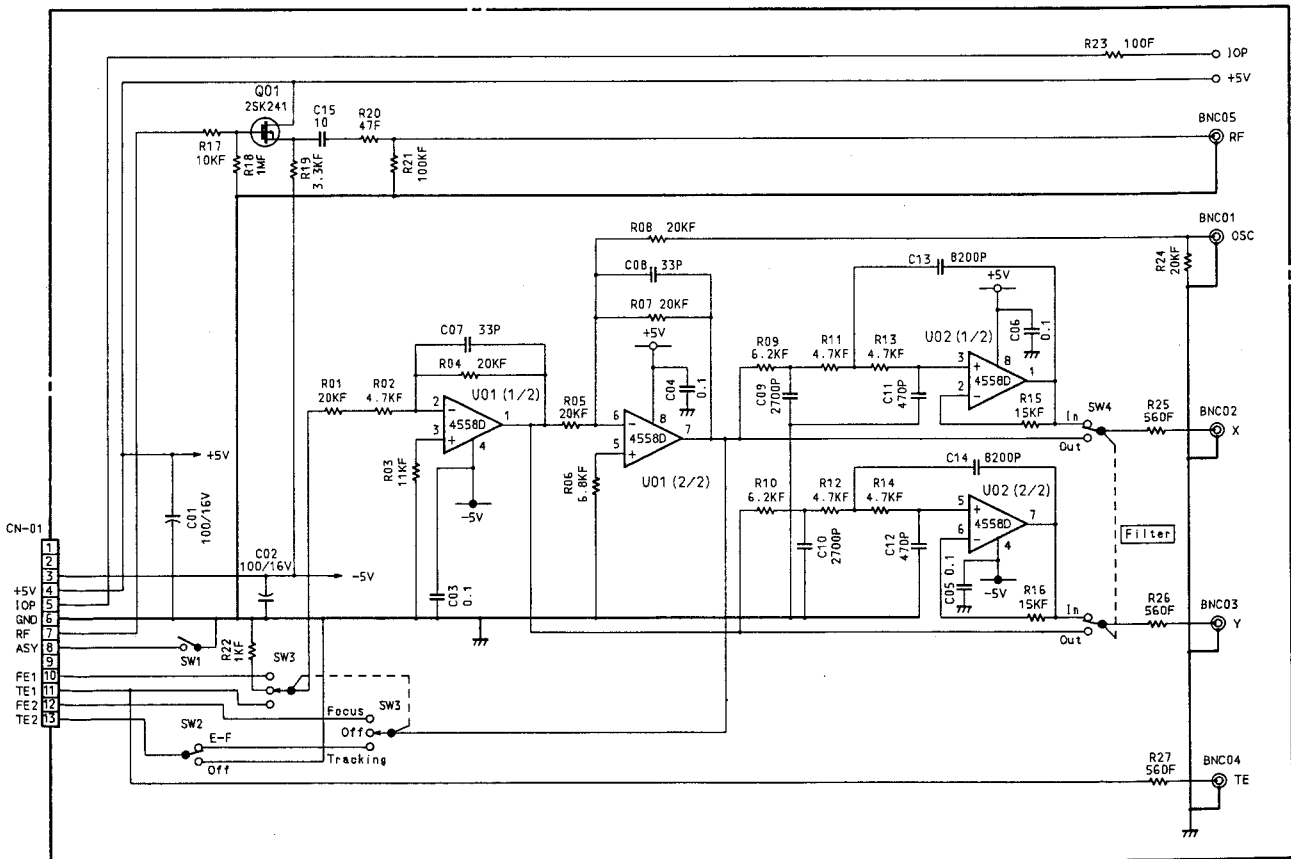 R23 100F
IOP
+5V
Q01
2SK241
C15
10
R20
47F
BNC05
RF
R17
10KF
R18
1MF
R19
3.3KF
R21
100KF
BNC01
OSC
R08 20KF
R24
20KF
C08 33P
C13 8200P
+5V
R07 20KF
C07 33P
+5V
C06
0.1
R04 20KF
R09
6.2KF
R11
4.7KF
R13
4.7KF
U02 (1/2)
R01
20KF
R02
4.7KF
U01 (1/2)
C04
0.1
3
8
1
2
4558D
C09
2700P
C11
470P
R15
15KF
SW4
R25
560F
BNC02
X
In
Out
2
3
4558D
1
4
R05
20KF
6
5
8
4558D
7
U01 (2/2)
R03
11KF
R06
6.8KF
-5V
C14 8200P
+5V
C01
100/16V
R10
6.2KF
R12
4.7KF
R14
4.7KF
U02 (2/2)
5
6
4558D
7
4
C10
2700P
C12
470P
Filter
CN-01
C02
100/16V
-5V
C03
0.1
C05 0.1
-5V
R16
15KF
In
Out
R26
560F
BNC03
Y
1
2
3
+5V 4
IOP 5
GND 6
RF 7
ASY 8
9
FE1 10
TE1 11
FE2 12
TE2 13
SW1
R22
1KF
SW3
Focus
SW3
Off
SW2
E-F
Off
Tracking
R27
560F
BNC04
TE